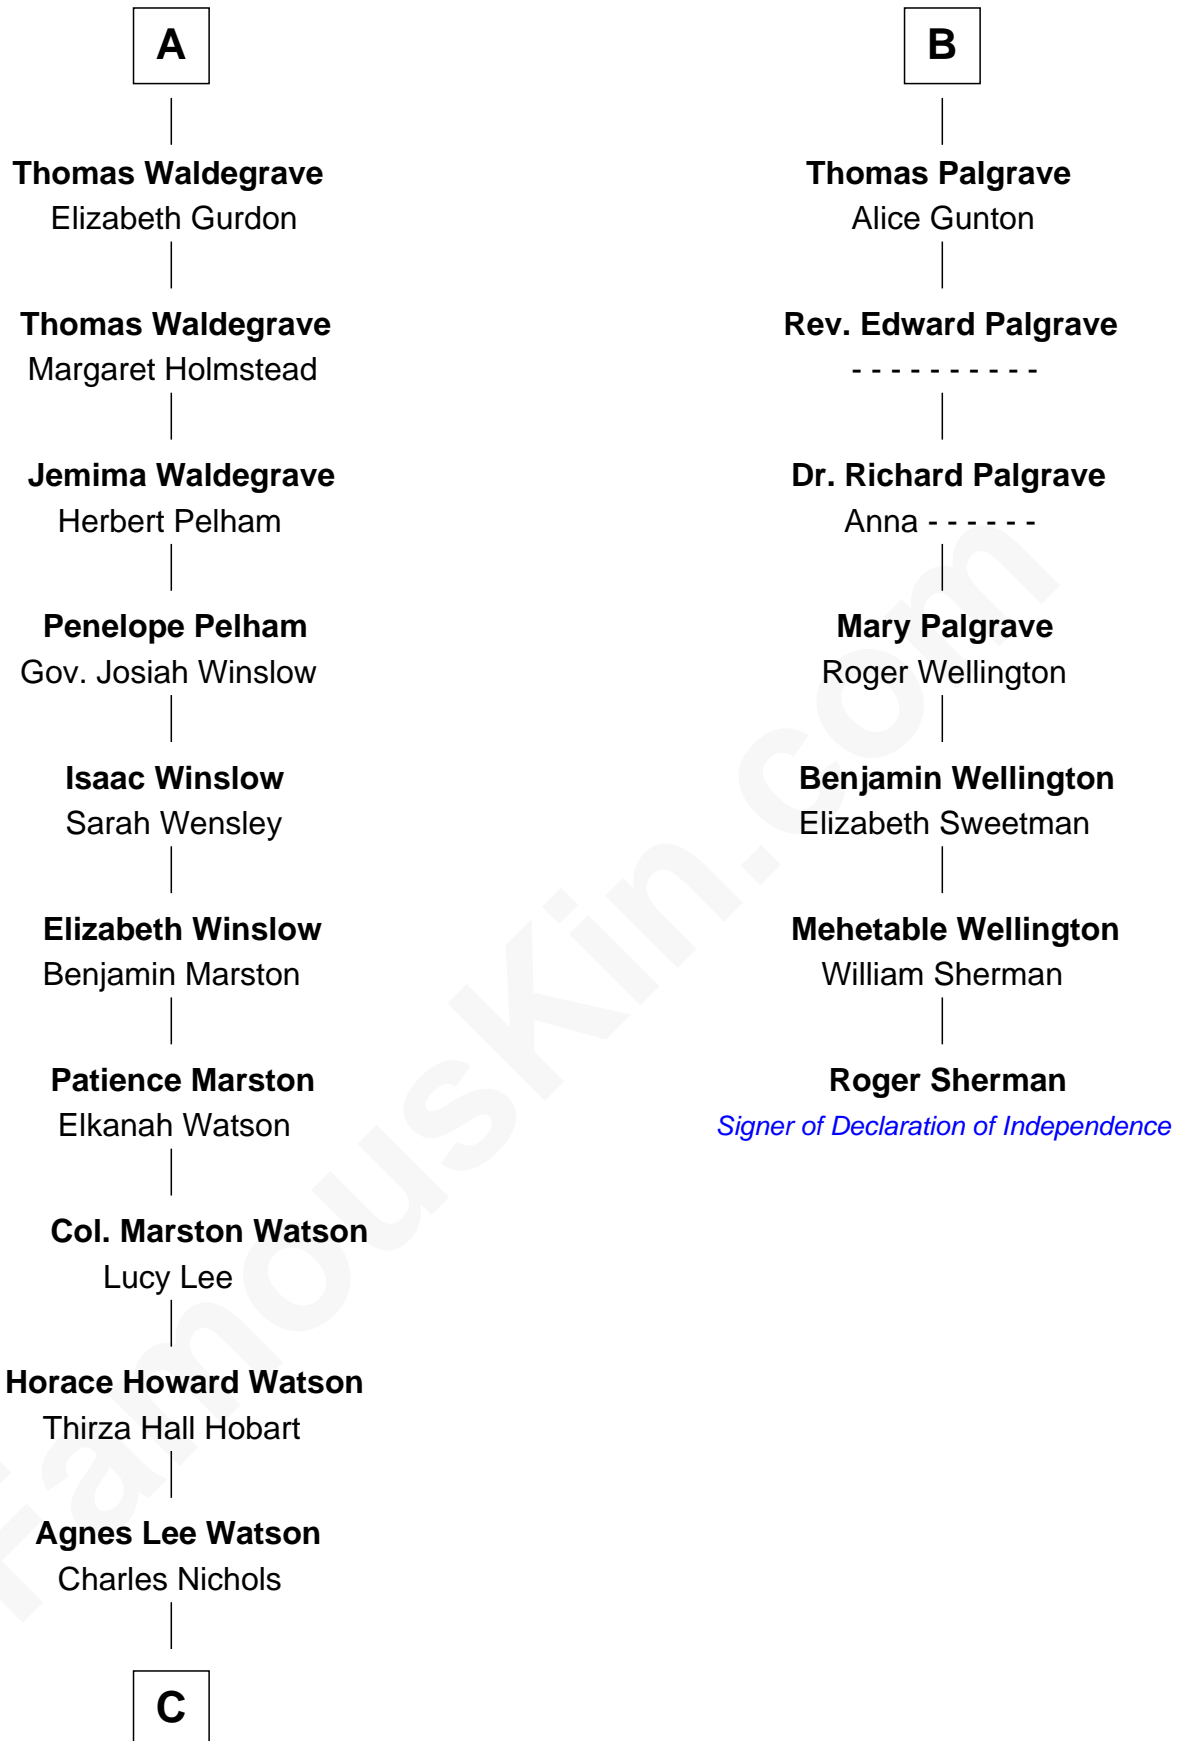 A
Thomas Waldegrave
Elizabeth Gurdon
Thomas Waldegrave
Margaret Holmstead
Jemima Waldegrave
Herbert Pelham
Penelope Pelham
Gov. Josiah Winslow
Isaac Winslow
Sarah Wensley
Elizabeth Winslow
Benjamin Marston
Patience Marston
Elkanah Watson
Col. Marston Watson
Lucy Lee
Horace Howard Watson
Thirza Hall Hobart
Agnes Lee Watson
Charles Nichols
C
B
Thomas Palgrave
Alice Gunton
Rev. Edward Palgrave
- - - - - - - - - -
Dr. Richard Palgrave
Anna - - - - - -
Mary Palgrave
Roger Wellington
Benjamin Wellington
Elizabeth Sweetman
Mehetable Wellington
William Sherman
Roger Sherman
Signer of Declaration of Independence
FamousKin.com